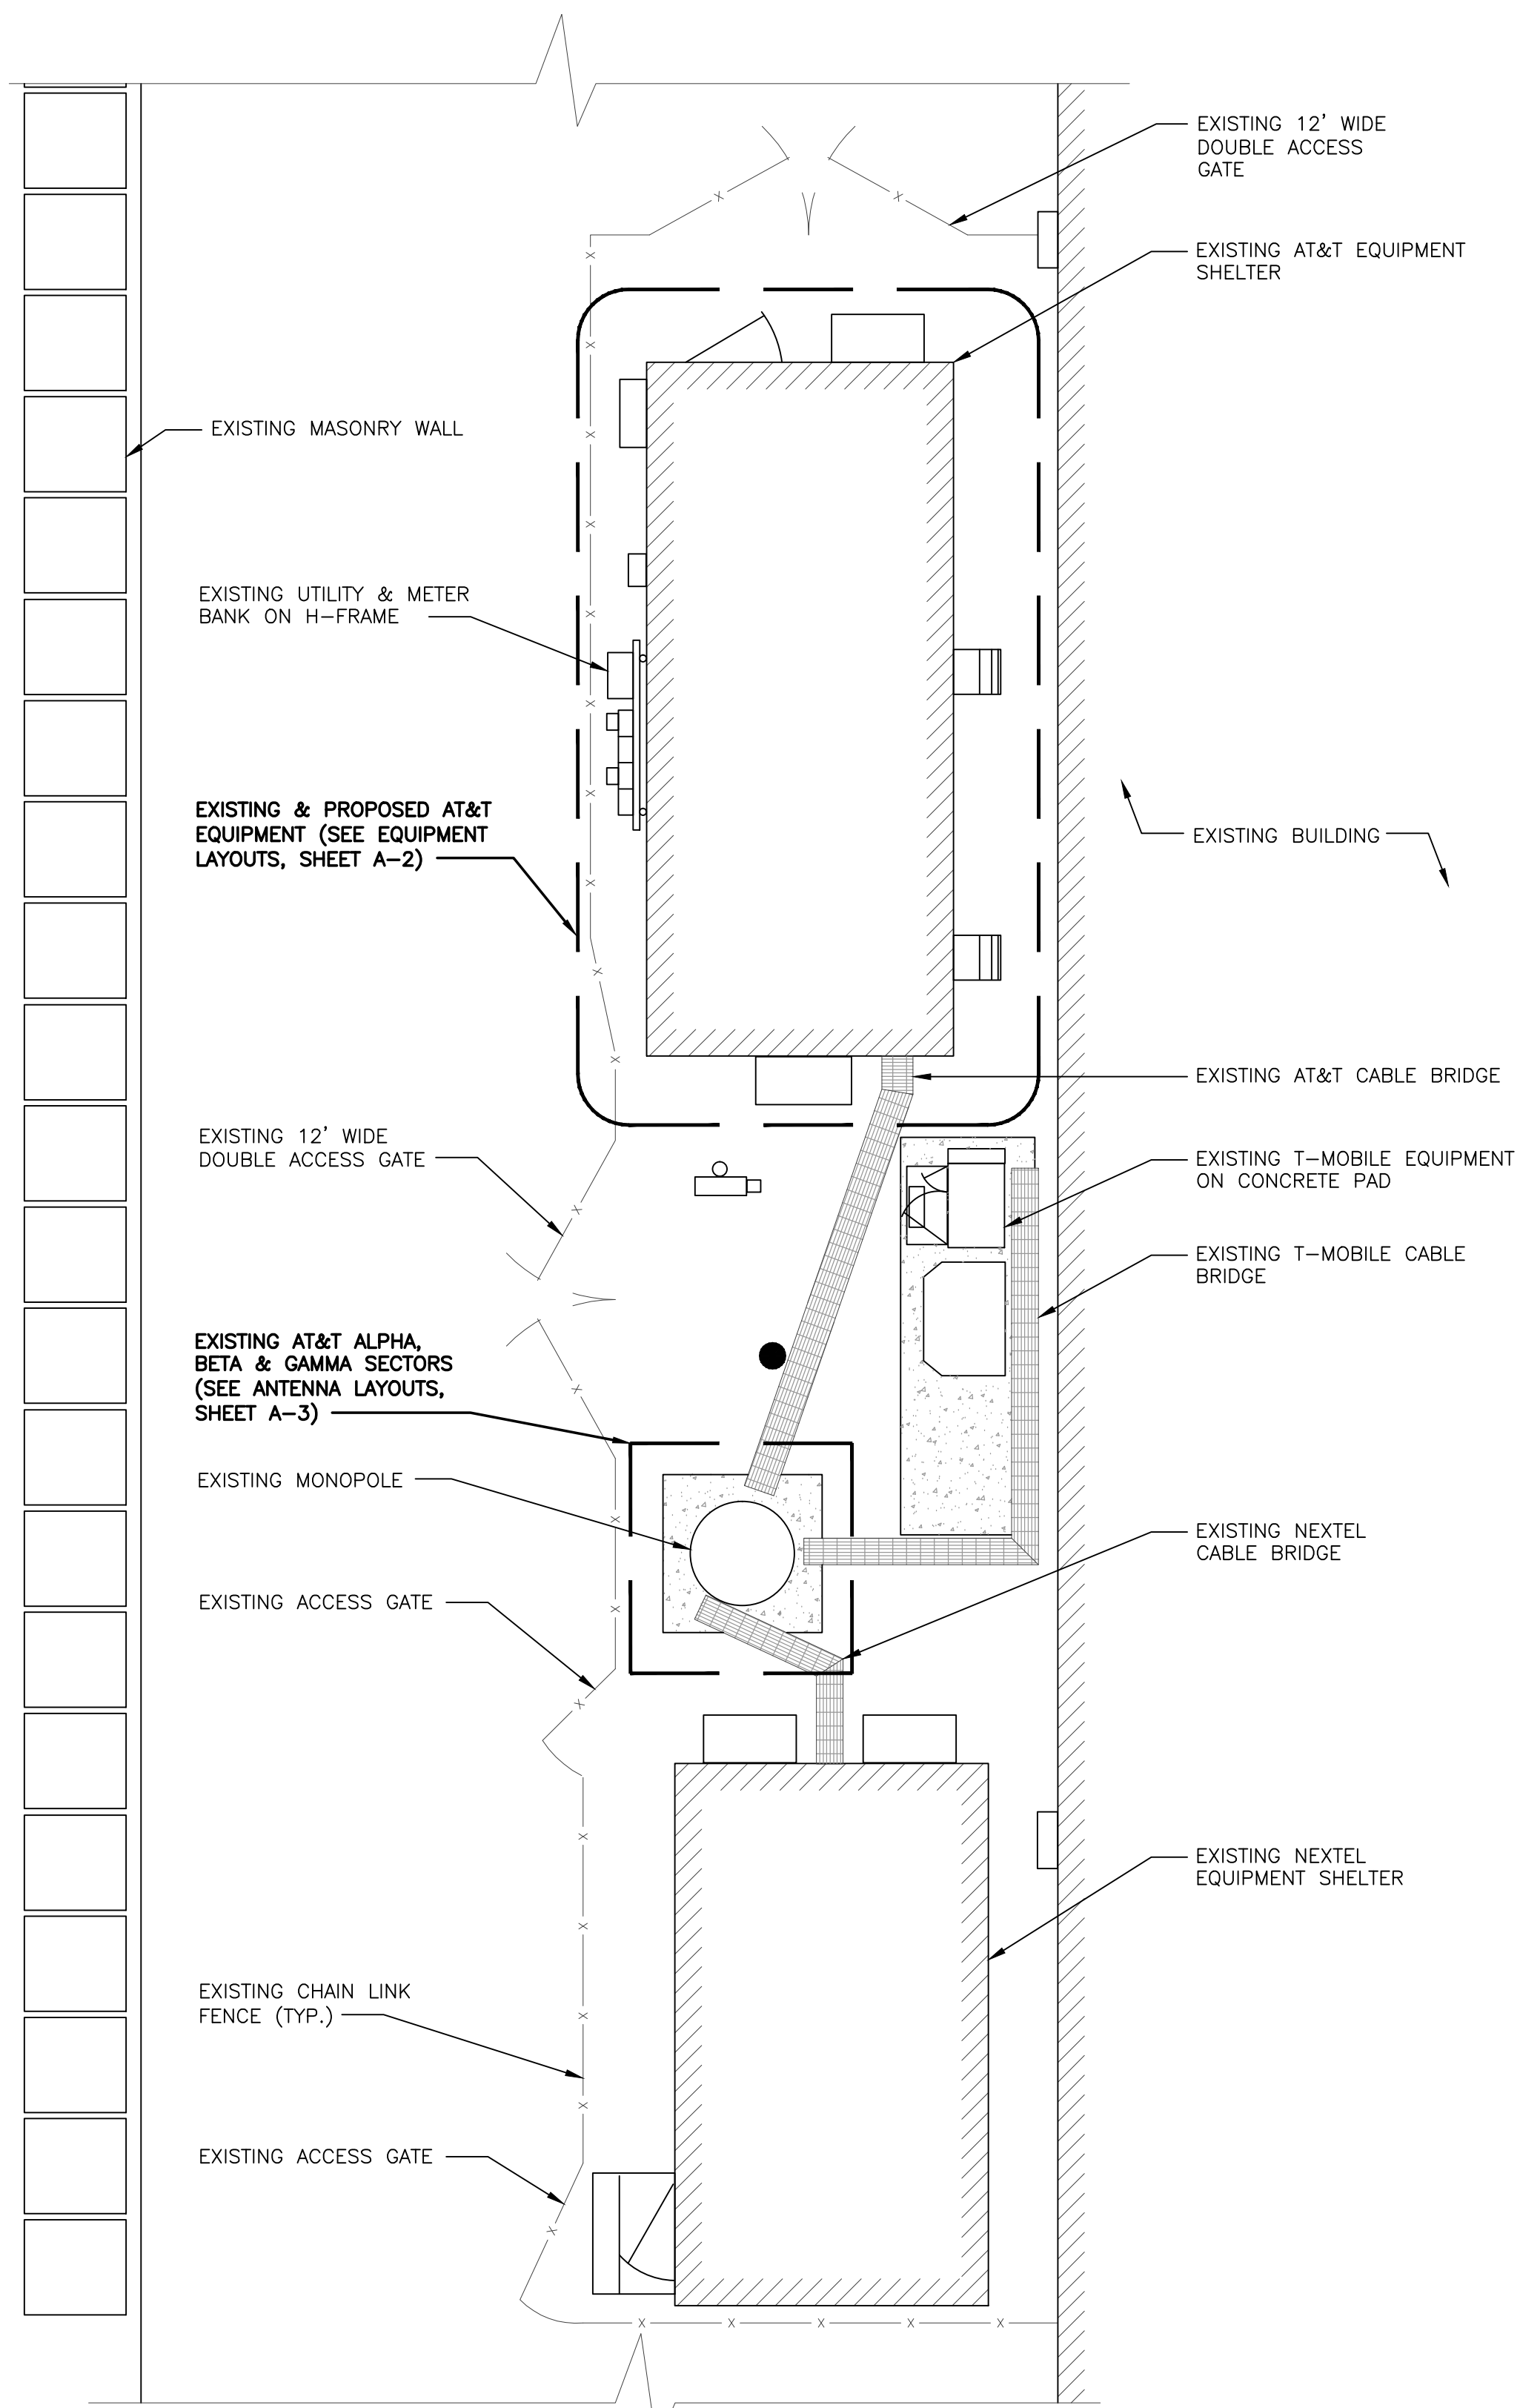 EXISTING 12' WIDE
DOUBLE ACCESS
GATE
EXISTING AT&T EQUIPMENT
SHELTER
EXISTING MASONRY WALL
EXISTING UTILITY & METER
BANK ON H-FRAME
EXISTING & PROPOSED AT&T
EQUIPMENT (SEE EQUIPMENT
LAYOUTS, SHEET A-2)
EXISTING BUILDING
EXISTING AT&T CABLE BRIDGE
EXISTING 12' WIDE
DOUBLE ACCESS GATE
EXISTING T-MOBILE EQUIPMENT
ON CONCRETE PAD
EXISTING T-MOBILE CABLE
BRIDGE
EXISTING AT&T ALPHA,
BETA & GAMMA SECTORS
(SEE ANTENNA LAYOUTS,
SHEET A-3)
EXISTING MONOPOLE
EXISTING NEXTEL
CABLE BRIDGE
EXISTING ACCESS GATE
EXISTING NEXTEL
EQUIPMENT SHELTER
EXISTING CHAIN LINK
FENCE (TYP.)
EXISTING ACCESS GATE